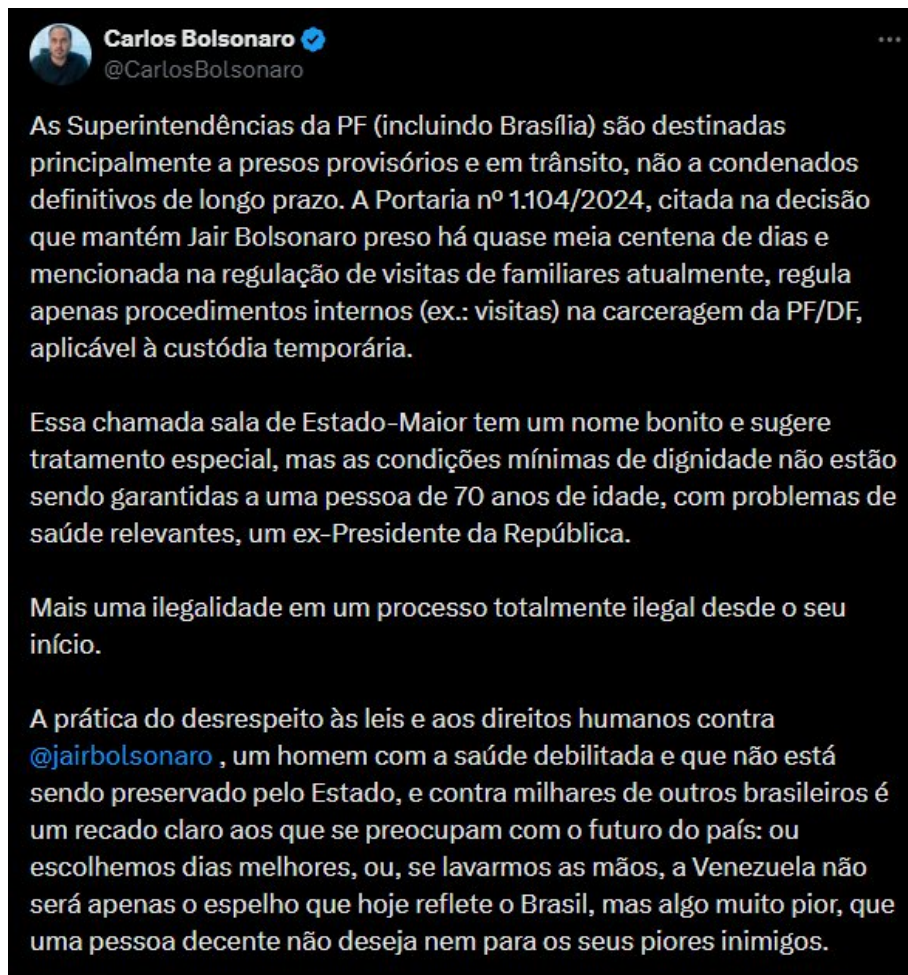 Carlos Bolsonaro
@CarlosBolsonaro
As Superintendências da PF (incluindo Brasília) são destinadas
principalmente a presos provisórios e em trânsito, não a condenados
definitivos de longo prazo. A Portaria nº 1.104/2024, citada na decisão
que mantém Jair Bolsonaro preso há quase meia centena de dias e
mencionada na regulação de visitas de familiares atualmente, regula
apenas procedimentos internos (ex.: visitas) na carceragem da PF/DF,
aplicável à custódia temporária.
Essa chamada sala de Estado-Maior tem um nome bonito e sugere
tratamento especial, mas as condições mínimas de dignidade não estão
sendo garantidas a uma pessoa de 70 anos de idade, com problemas de
saúde relevantes, um ex-Presidente da República.
Mais uma ilegalidade em um processo totalmente ilegal desde o seu
início.
A prática do desrespeito às leis e aos direitos humanos contra
@jairbolsonaro , um homem com a saúde debilitada e que não está
sendo preservado pelo Estado, e contra milhares de outros brasileiros é
um recado claro aos que se preocupam com o futuro do país: ou
escolhemos dias melhores, ou, se lavarmos as mãos, a Venezuela não
será apenas o espelho que hoje reflete o Brasil, mas algo muito pior, que
uma pessoa decente não deseja nem para os seus piores inimigos.